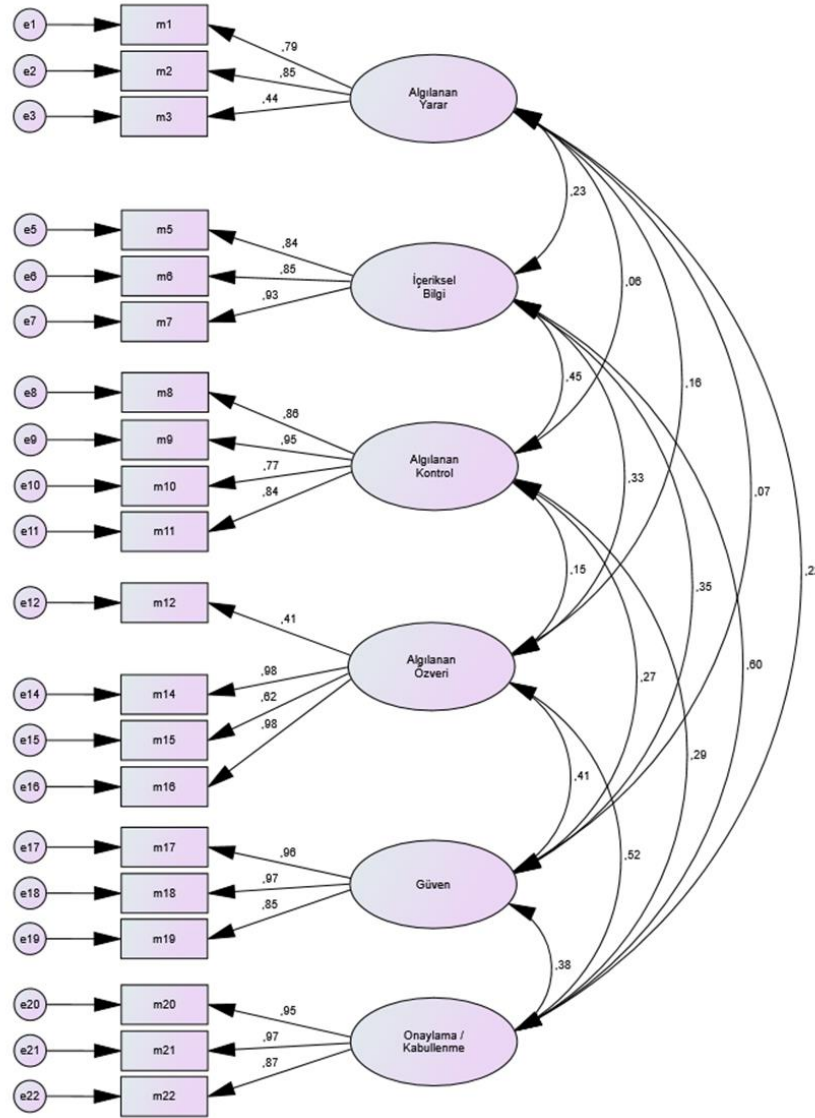 e1 m1 ,79
e2 m2 ,85
e3 m3 ,44
Algılanan
Yarar
,23
e5 m5 ,84
e6 m6 ,85
e7 m7 ,93
İçeriksel
Bilgi
,06
,45
,16
e8 m8 ,86
e9 m9 ,95
e10 m10 ,77
e11 m11 ,84
Algılanan
Kontrol
,33
,07
,15
,35
e12 m12 ,41
e14 m14 ,98
e15 m15 ,62
e16 m16 ,98
Algılanan
Özveri
,27
,60
,29
,41
,52
e17 m17 ,96
e18 m18 ,97
e19 m19 ,85
Güven
,38
e20 m20 ,95
e21 m21 ,97
e22 m22 ,87
Onaylama /
Kabullenme